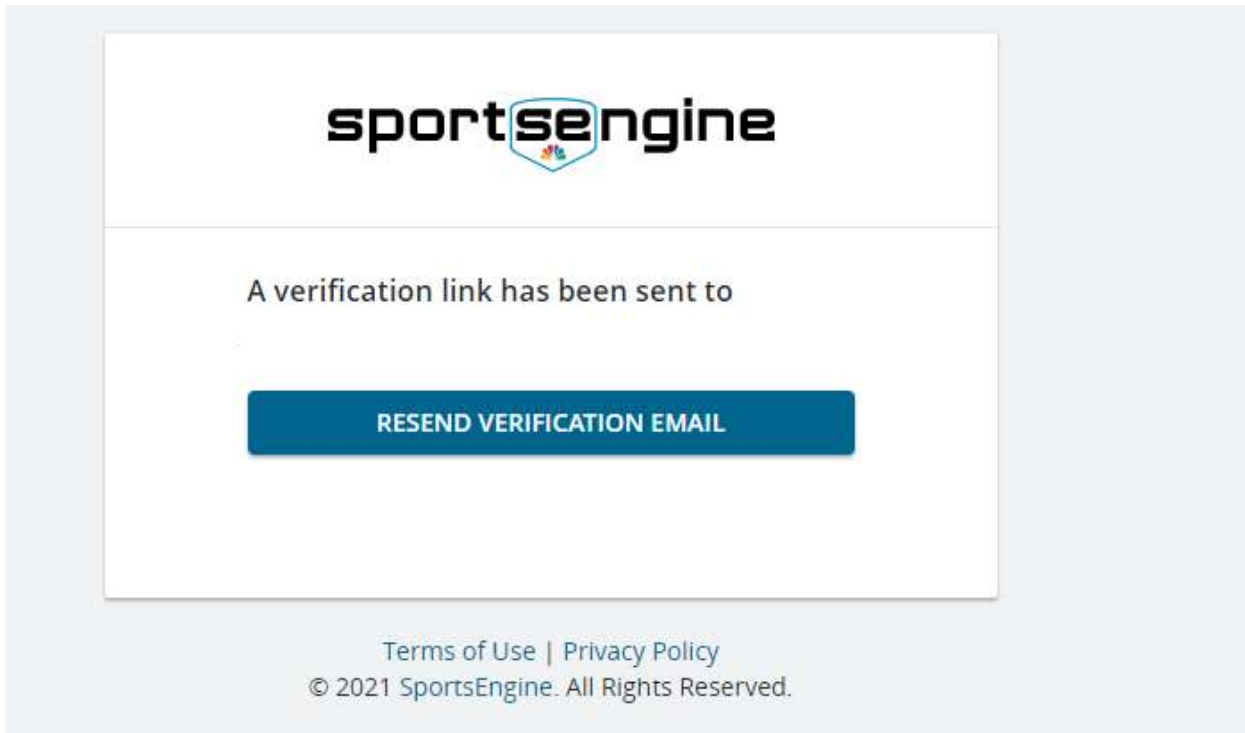 sportsengine
A verification link has been sent to
RESEND VERIFICATION EMAIL
Terms of Use | Privacy Policy
© 2021 SportsEngine. All Rights Reserved.